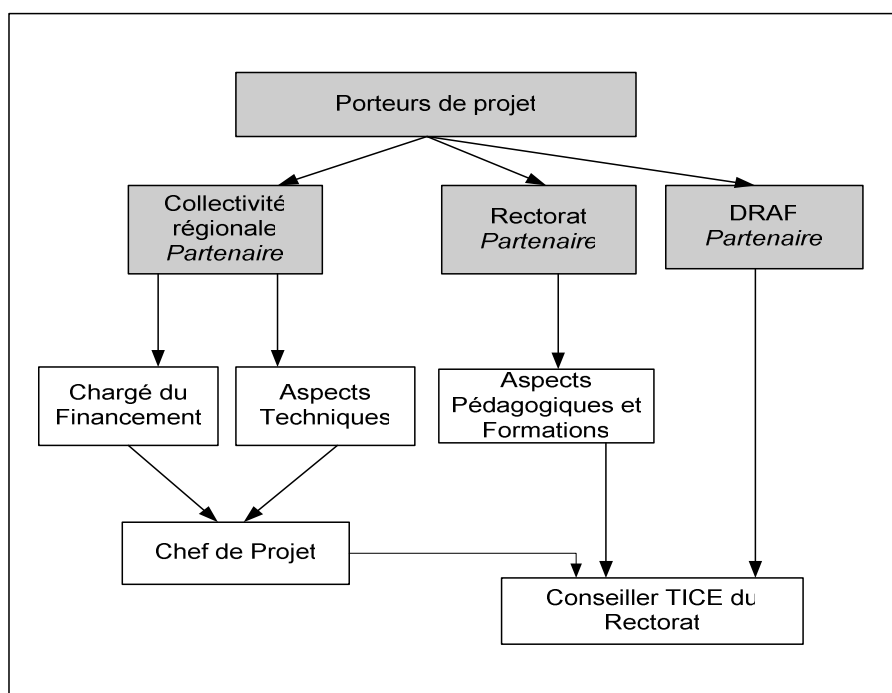 Porteurs de projet
Collectivité
régionale
Partenaire
Rectorat
Partenaire
DRAF
Partenaire
Chargé du
Financement
Aspects
Techniques
Aspects
Pédagogiques et
Formations
Chef de Projet
Conseiller TICE du
Rectorat